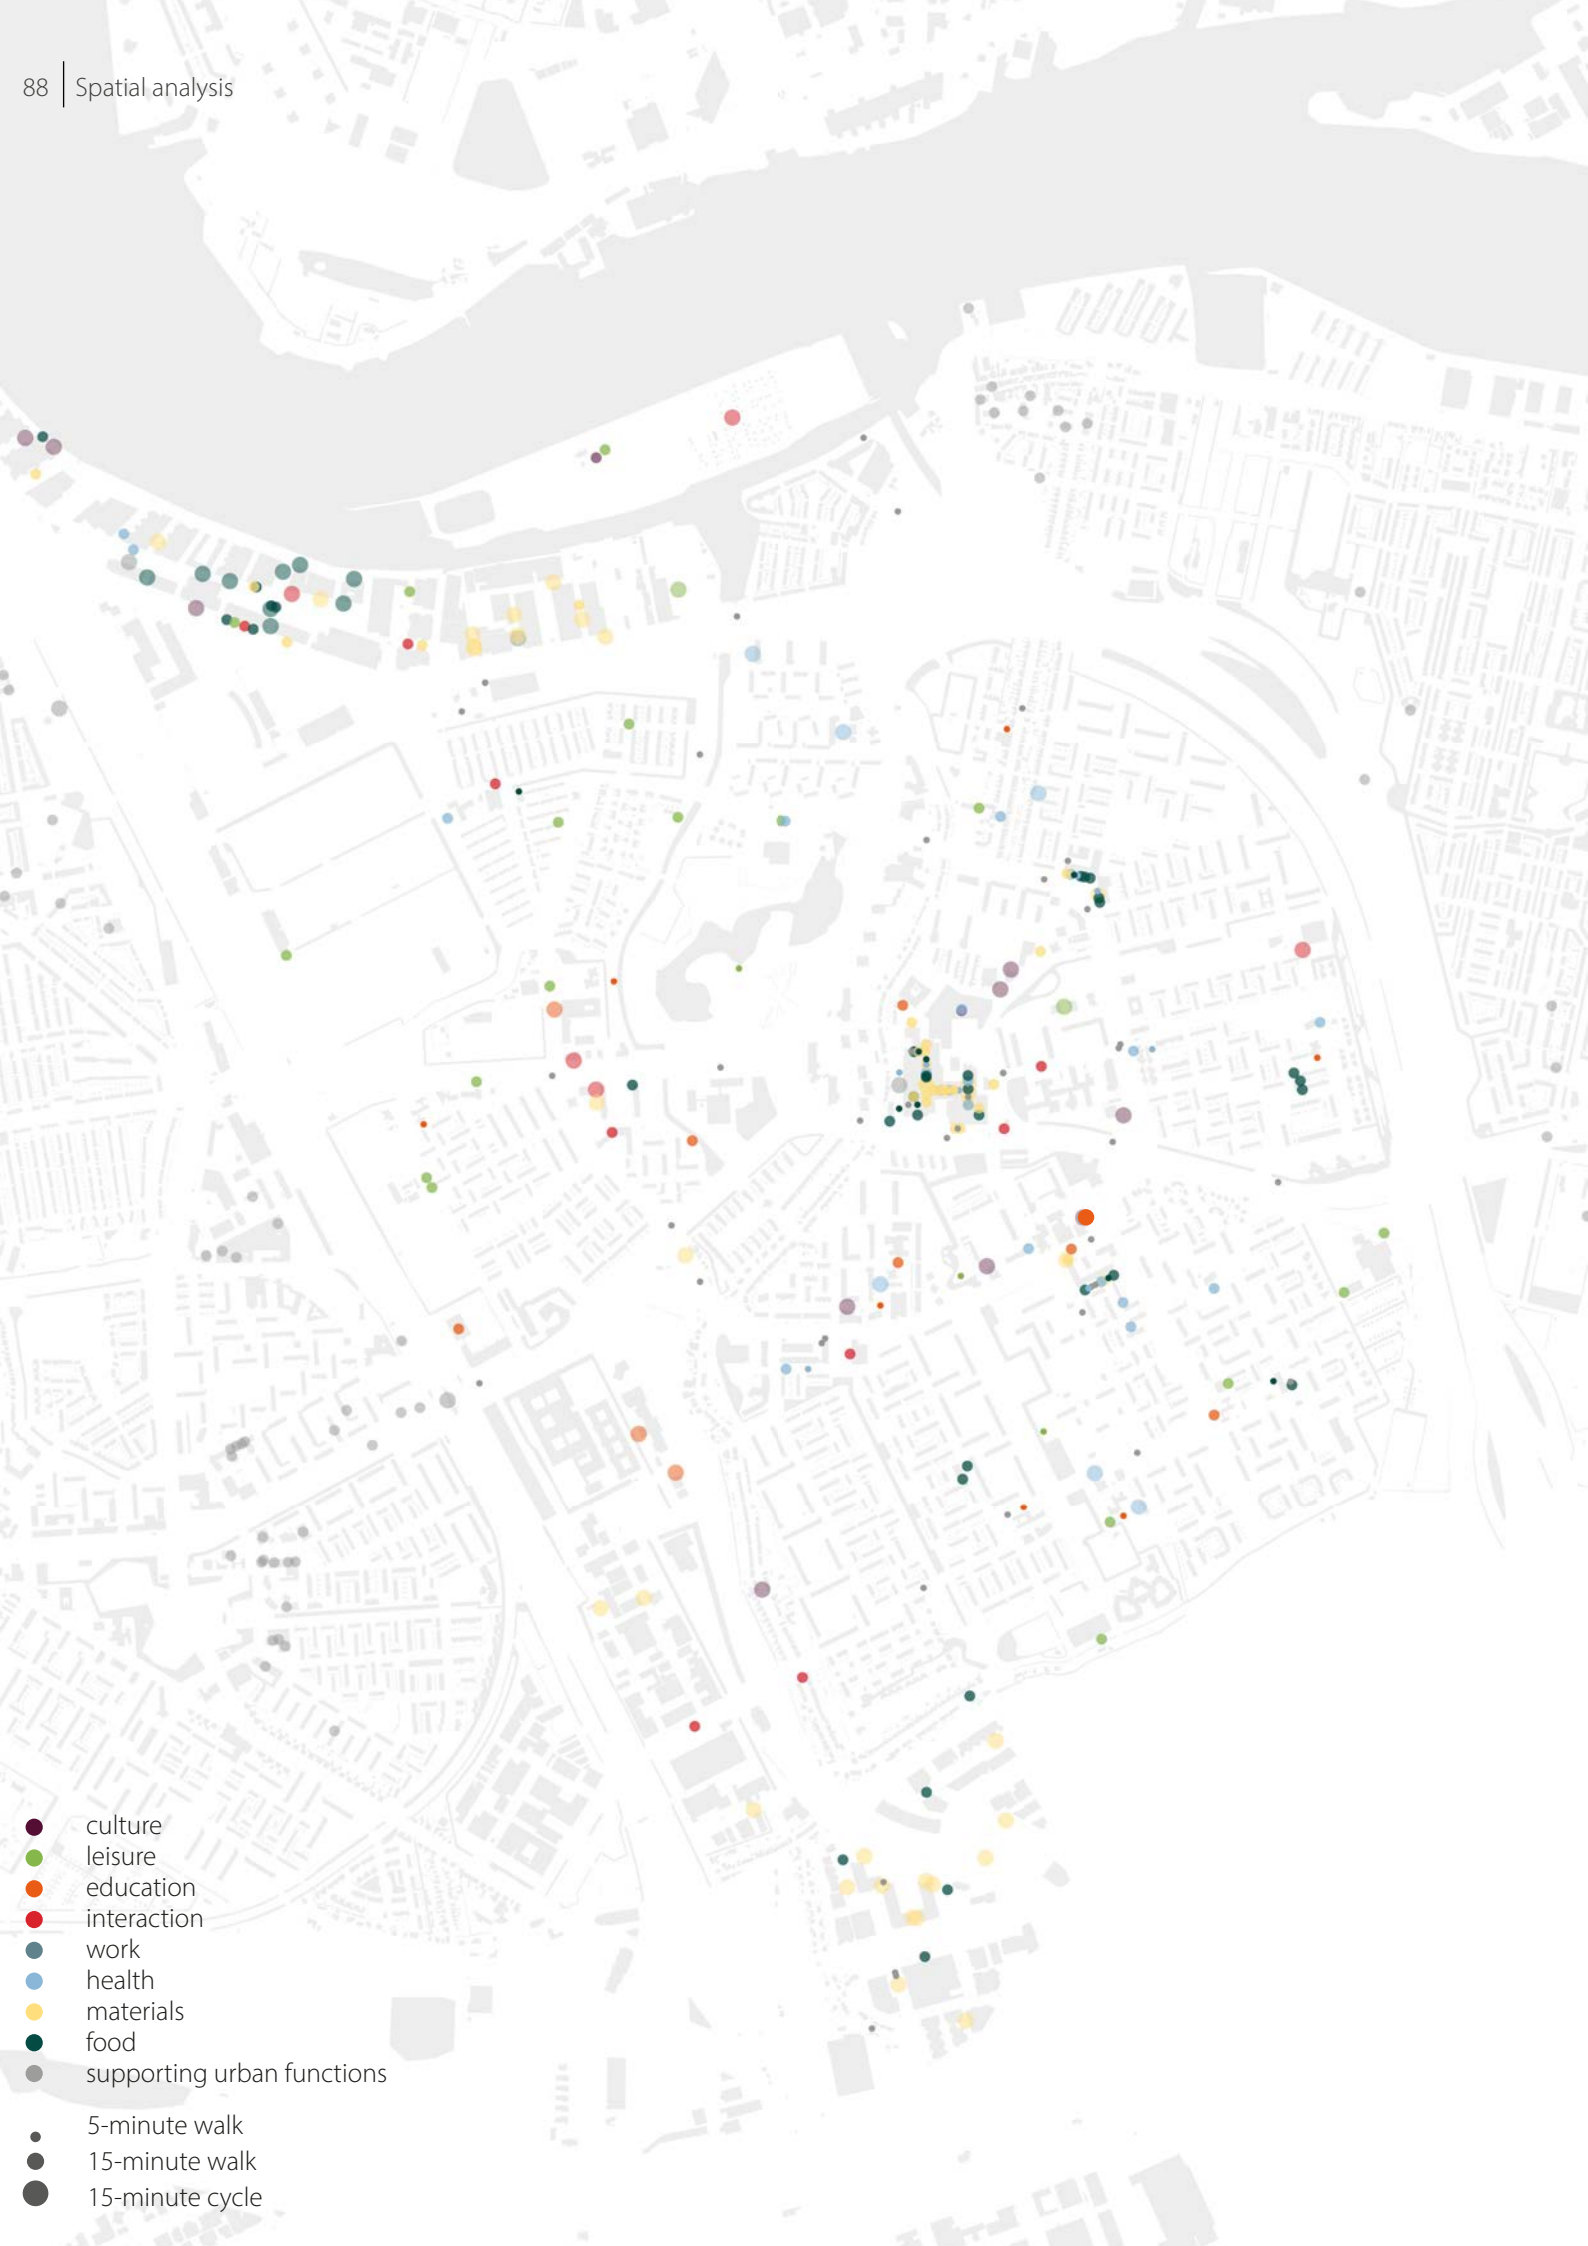 88 | Spatial analysis
culture
leisure
education
interaction
work
health
materials
food
supporting urban functions
5-minute walk
15-minute walk
15-minute cycle